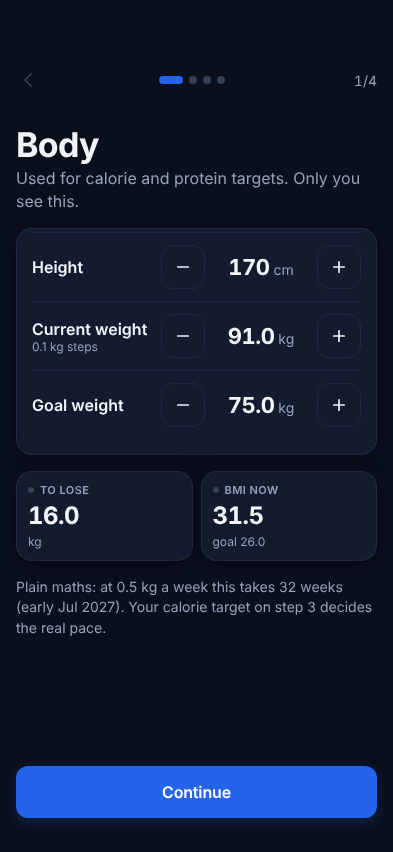 1/4
Body
Used for calorie and protein targets. Only you
see this.
Height − 170 cm +
Current weight − 91.0 kg +
0.1 kg steps
Goal weight − 75.0 kg +
TO LOSE
16.0
kg
BMI NOW
31.5
goal 26.0
Plain maths: at 0.5 kg a week this takes 32 weeks
(early Jul 2027). Your calorie target on step 3 decides
the real pace.
Continue